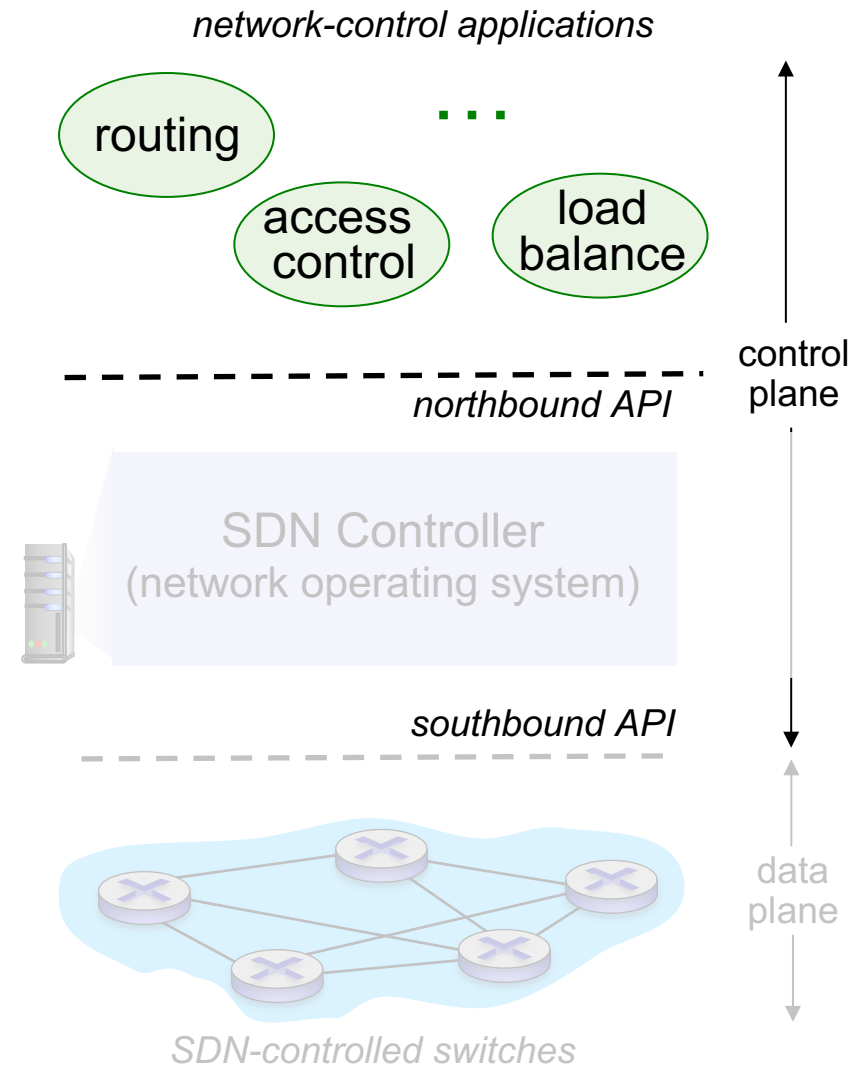 network-control applications
routing
...
access
control
load
balance
control
plane
northbound API
SDN Controller
(network operating system)
southbound API
data
plane
SDN-controlled switches